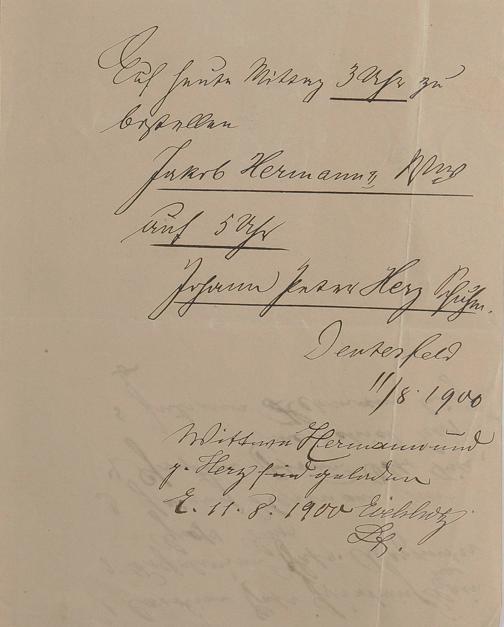 Auf heute Mittag 3 Uhr zu
bestellen
Jakob Hermann Wwe
auf 5 Uhr
Johann Peter Herz Schuhm.
11/8. 1900
Wittwe Hermann und
p. Herz sind geladen
E. 11. 8. 1900